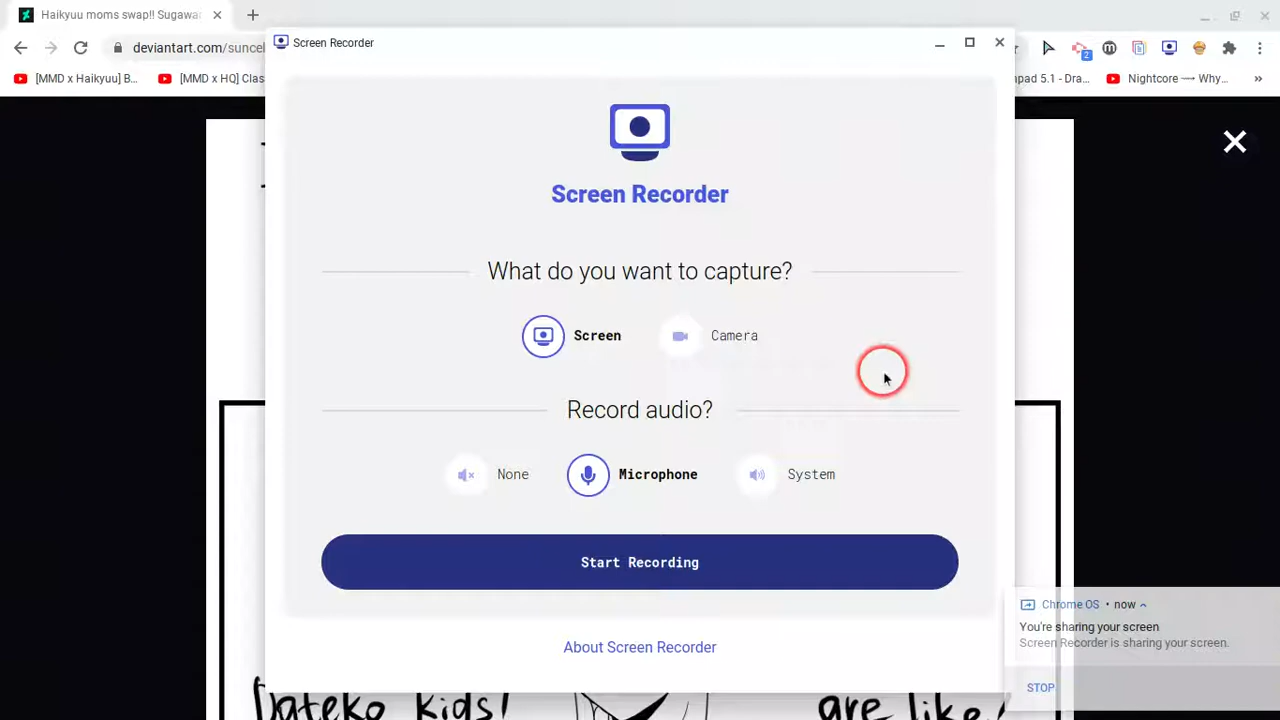 Haikyuu moms swap!! Sugawa
deviantart.com/suncel
[MMD x Haikyuu] B...
[MMD x HQ] Clas
pad 5.1 - Dra...
Nightcore ⟶ Why...
»
2
Screen Recorder
Screen Recorder
What do you want to capture?
Screen
Camera
Record audio?
None
Microphone
System
Start Recording
About Screen Recorder
Chrome OS • now
You're sharing your screen
Screen Recorder is sharing your screen.
STOP
Dateko kids!
are like!